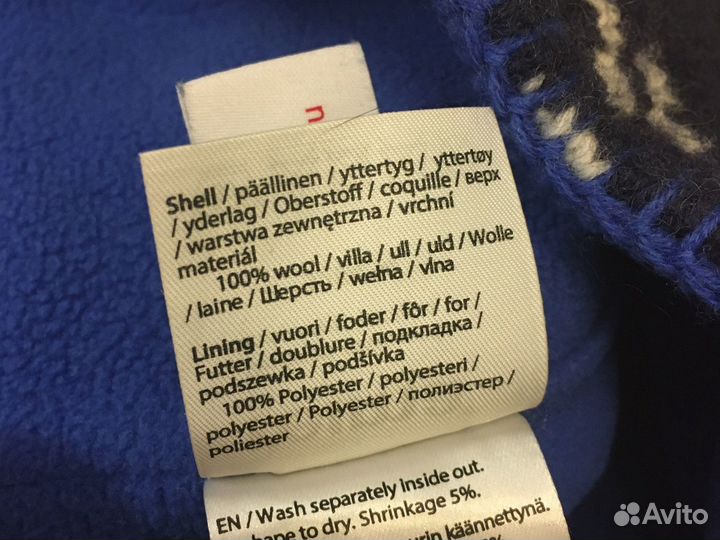 u
Shell / päällinen / yttertyg / yttertøy
/ yderlag / Oberstoff / coquille / верх
/ warstwa zewnętrzna / vrchní
materiál
100% wool / villa / ull / uld / Wolle
/ laine / Шерсть / wełna / vlna
Lining / vuori / foder / fôr / for /
Futter / doublure / подкладка /
podszewka / podšívka
100% Polyester / polyesteri /
polyester / Polyester / полиэстер /
poliester
EN / Wash separately inside out.
to dry. Shrinkage 5%.
käännettynä.
Avito